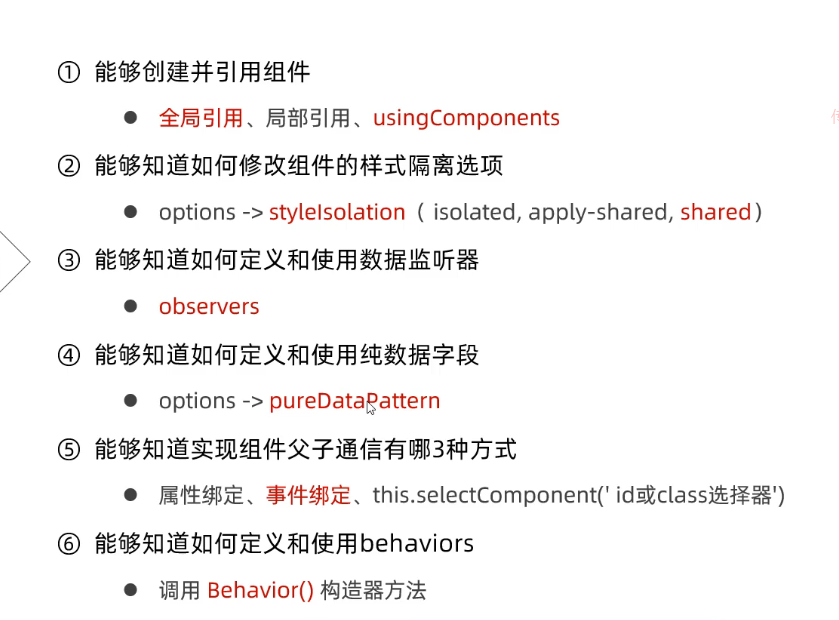 ① 能够创建并引用组件
● 全局引用、局部引用、usingComponents
② 能够知道如何修改组件的样式隔离选项
● options -> styleIsolation（ isolated, apply-shared, shared）
③ 能够知道如何定义和使用数据监听器
● observers
④ 能够知道如何定义和使用纯数据字段
● options -> pureDataPattern
⑤ 能够知道实现组件父子通信有哪3种方式
● 属性绑定、事件绑定、this.selectComponent(' id或class选择器')
⑥ 能够知道如何定义和使用behaviors
● 调用 Behavior() 构造器方法